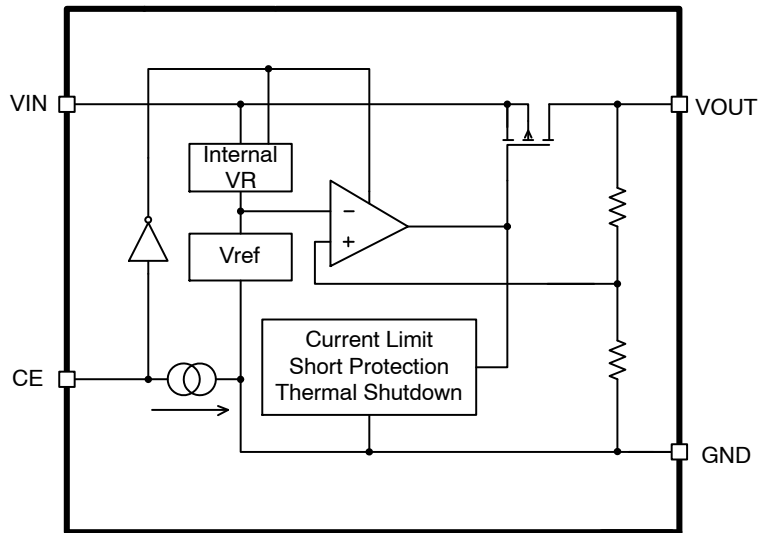 VIN
VOUT
Internal
VR
−
+
Vref
Current Limit
Short Protection
Thermal Shutdown
CE
GND